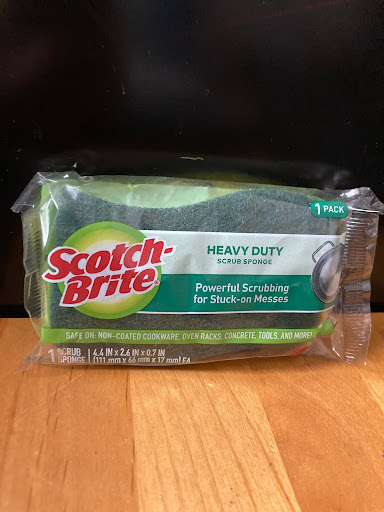 1 PACK
Scotch-
Brite
HEAVY DUTY
SCRUB SPONGE
Powerful Scrubbing
for Stuck-on Messes
SAFE ON: NON-COATED COOKWARE, OVEN RACKS, CONCRETE, TOOLS, AND MORE!
1 SCRUB SPONGE
4.4 IN X 2.6 IN X 0.7 IN
(111 mm x 66 mm x 17 mm) EA